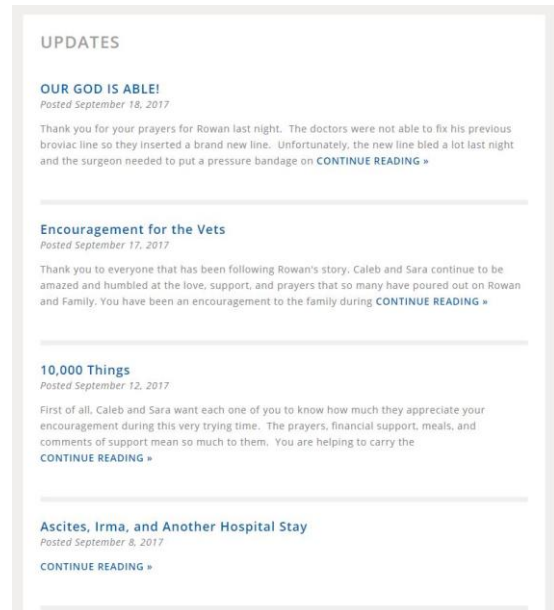 UPDATES
OUR GOD IS ABLE!
Posted September 18, 2017
Thank you for your prayers for Rowan last night. The doctors were not able to fix his previous
broviac line so they inserted a brand new line. Unfortunately, the new line bled a lot last night
and the surgeon needed to put a pressure bandage on CONTINUE READING »
Encouragement for the Vets
Posted September 17, 2017
Thank you to everyone that has been following Rowan's story. Caleb and Sara continue to be
amazed and humbled at the love, support, and prayers that so many have poured out on Rowan
and Family. You have been an encouragement to the family during CONTINUE READING »
10,000 Things
Posted September 12, 2017
First of all, Caleb and Sara want each one of you to know how much they appreciate your
encouragement during this very trying time. The prayers, financial support, meals, and
comments of support mean so much to them. You are helping to carry the
CONTINUE READING »
Ascites, Irma, and Another Hospital Stay
Posted September 8, 2017
CONTINUE READING »